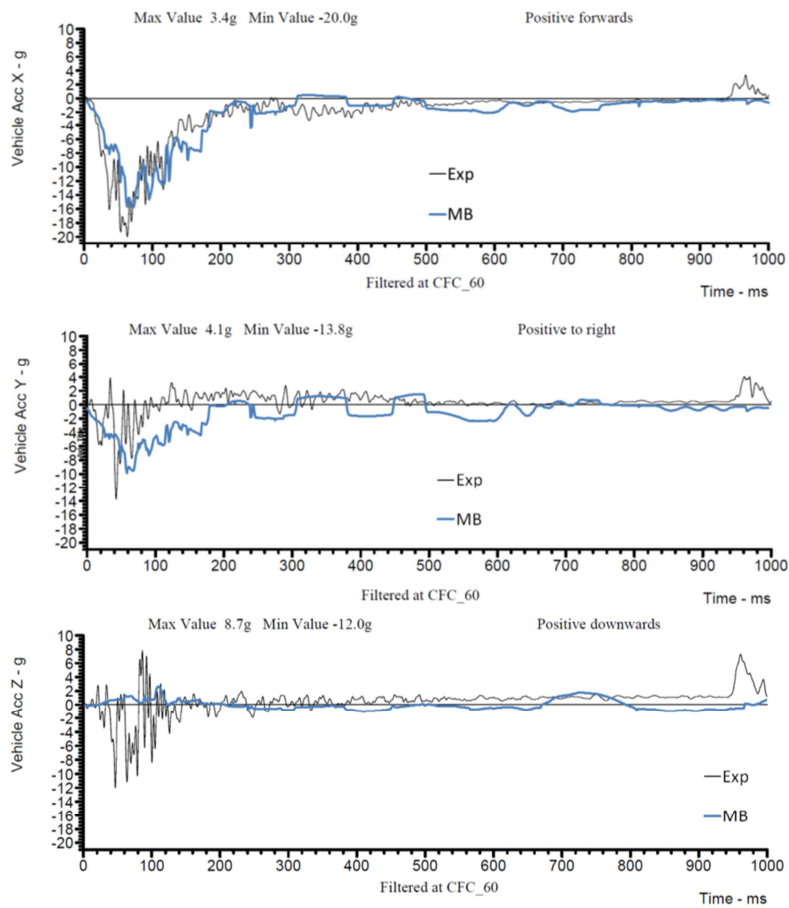 Max Value 3.4g Min Value -20.0g Positive forwards
Vehicle Acc X - g
10
8
6
4
2
0
-2
-4
-6
-8
-10
-12
-14
-16
-18
-20
Exp
MB
0 100 200 300 400 500 600 700 800 900 1000
Filtered at CFC_60
Time - ms
Max Value 4.1g Min Value -13.8g Positive to right
Vehicle Acc Y - g
10
8
6
4
2
0
-2
-4
-6
-8
-10
-12
-14
-16
-18
-20
Exp
MB
0 100 200 300 400 500 600 700 800 900 1000
Filtered at CFC_60
Time - ms
Max Value 8.7g Min Value -12.0g Positive downwards
Vehicle Acc Z - g
10
8
6
4
2
0
-2
-4
-6
-8
-10
-12
-14
-16
-18
-20
Exp
MB
0 100 200 300 400 500 600 700 800 900 1000
Filtered at CFC_60
Time - ms